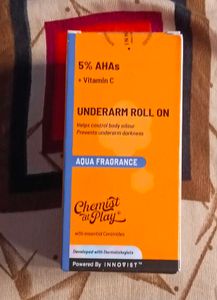 5% AHAs
+ Vitamin C
UNDERARM ROLL ON
Helps control body odour
Prevents underarm darkness
AQUA FRAGRANCE
Chemist
at Play
with essential Ceramides
Developed with Dermatologists
Powered By INNOVIST™